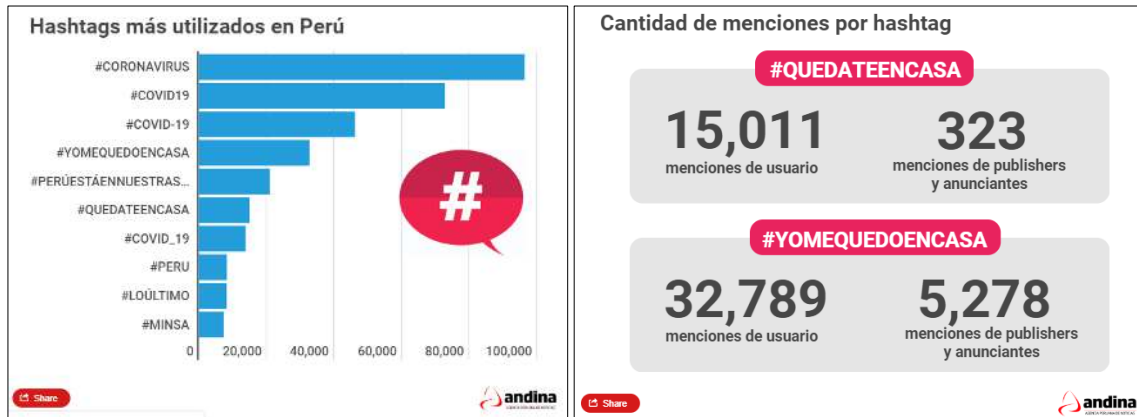 Hashtags más utilizados en Perú
#CORONAVIRUS
#COVID19
#COVID-19
#YOMEQUEDOENCASA
#PERÚESTÁENNUESTRAS...
#QUEDATEENCASA
#COVID_19
#PERU
#LOÚLTIMO
#MINSA
0 20,000 40,000 60,000 80,000 100,000
#
Share
andina
Cantidad de menciones por hashtag
#QUEDATEENCASA
15,011 323
menciones de usuario menciones de publishers
y anunciantes
#YOMEQUEDOENCASA
32,789 5,278
menciones de usuario menciones de publishers
y anunciantes
Share
andina